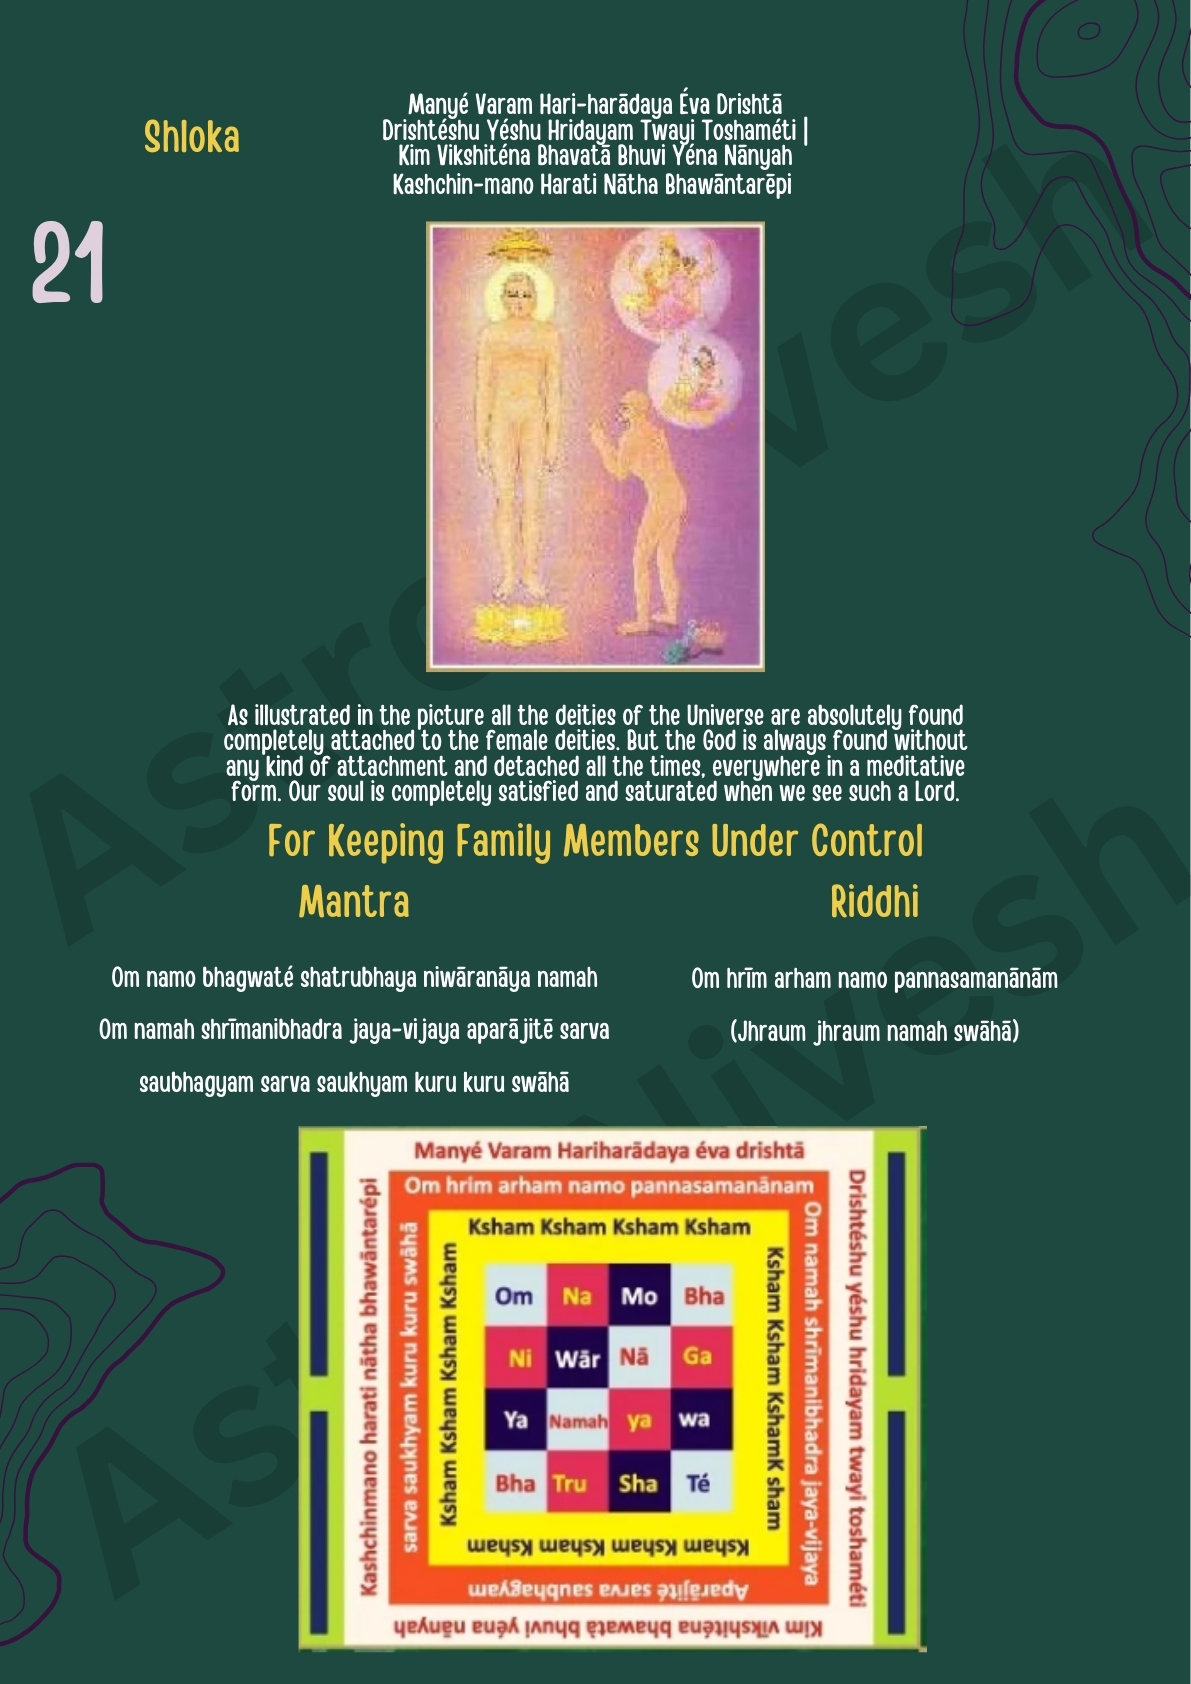 Shloka
21
Manyé Varam Hari-harādaya Éva Drishtā
Drishtéshu Yéshu Hridayam Twayi Toshaméti |
Kim Vikshiténa Bhavatā Bhuvi Yéna Nānyah
Kashchin-mano Harati Nātha Bhawāntarēpi
As illustrated in the picture all the deities of the Universe are absolutely found
completely attached to the female deities. But the God is always found without
any kind of attachment and detached all the times, everywhere in a meditative
form. Our soul is completely satisfied and saturated when we see such a Lord.
For Keeping Family Members Under Control
Mantra
Om namo bhagwaté shatrubhaya niwāranāya namah
Om namah shrīmanibhadra jaya-vijaya aparājitē sarva
saubhagyam sarva saukhyam kuru kuru swāhā
Riddhi
Om hrīm arham namo pannasamanānām
(Jhraum jhraum namah swāhā)
Manyé Varam Hariharādaya éva drishtā
Drishtéshu yéshu hridayam twayi toshaméti
Kim vikshiténa bhawatā bhuvi yéna nānyah
Kashchinmano harati nātha bhawāntarépi
Om hrim arham namo pannasamanānam
Om namah shrīmanibhadra jaya-vijaya
Aparājité sarva saubhagyam
sarva saukhyam kuru kuru swāhā
Ksham Ksham Ksham Ksham
Ksham Ksham KshamK sham
Ksham Ksham Ksham Ksham
Ksham Ksham Ksham Ksham
Om Na Mo Bha
Ni Wār Nā Ga
Ya Namah ya wa
Bha Tru Sha Té